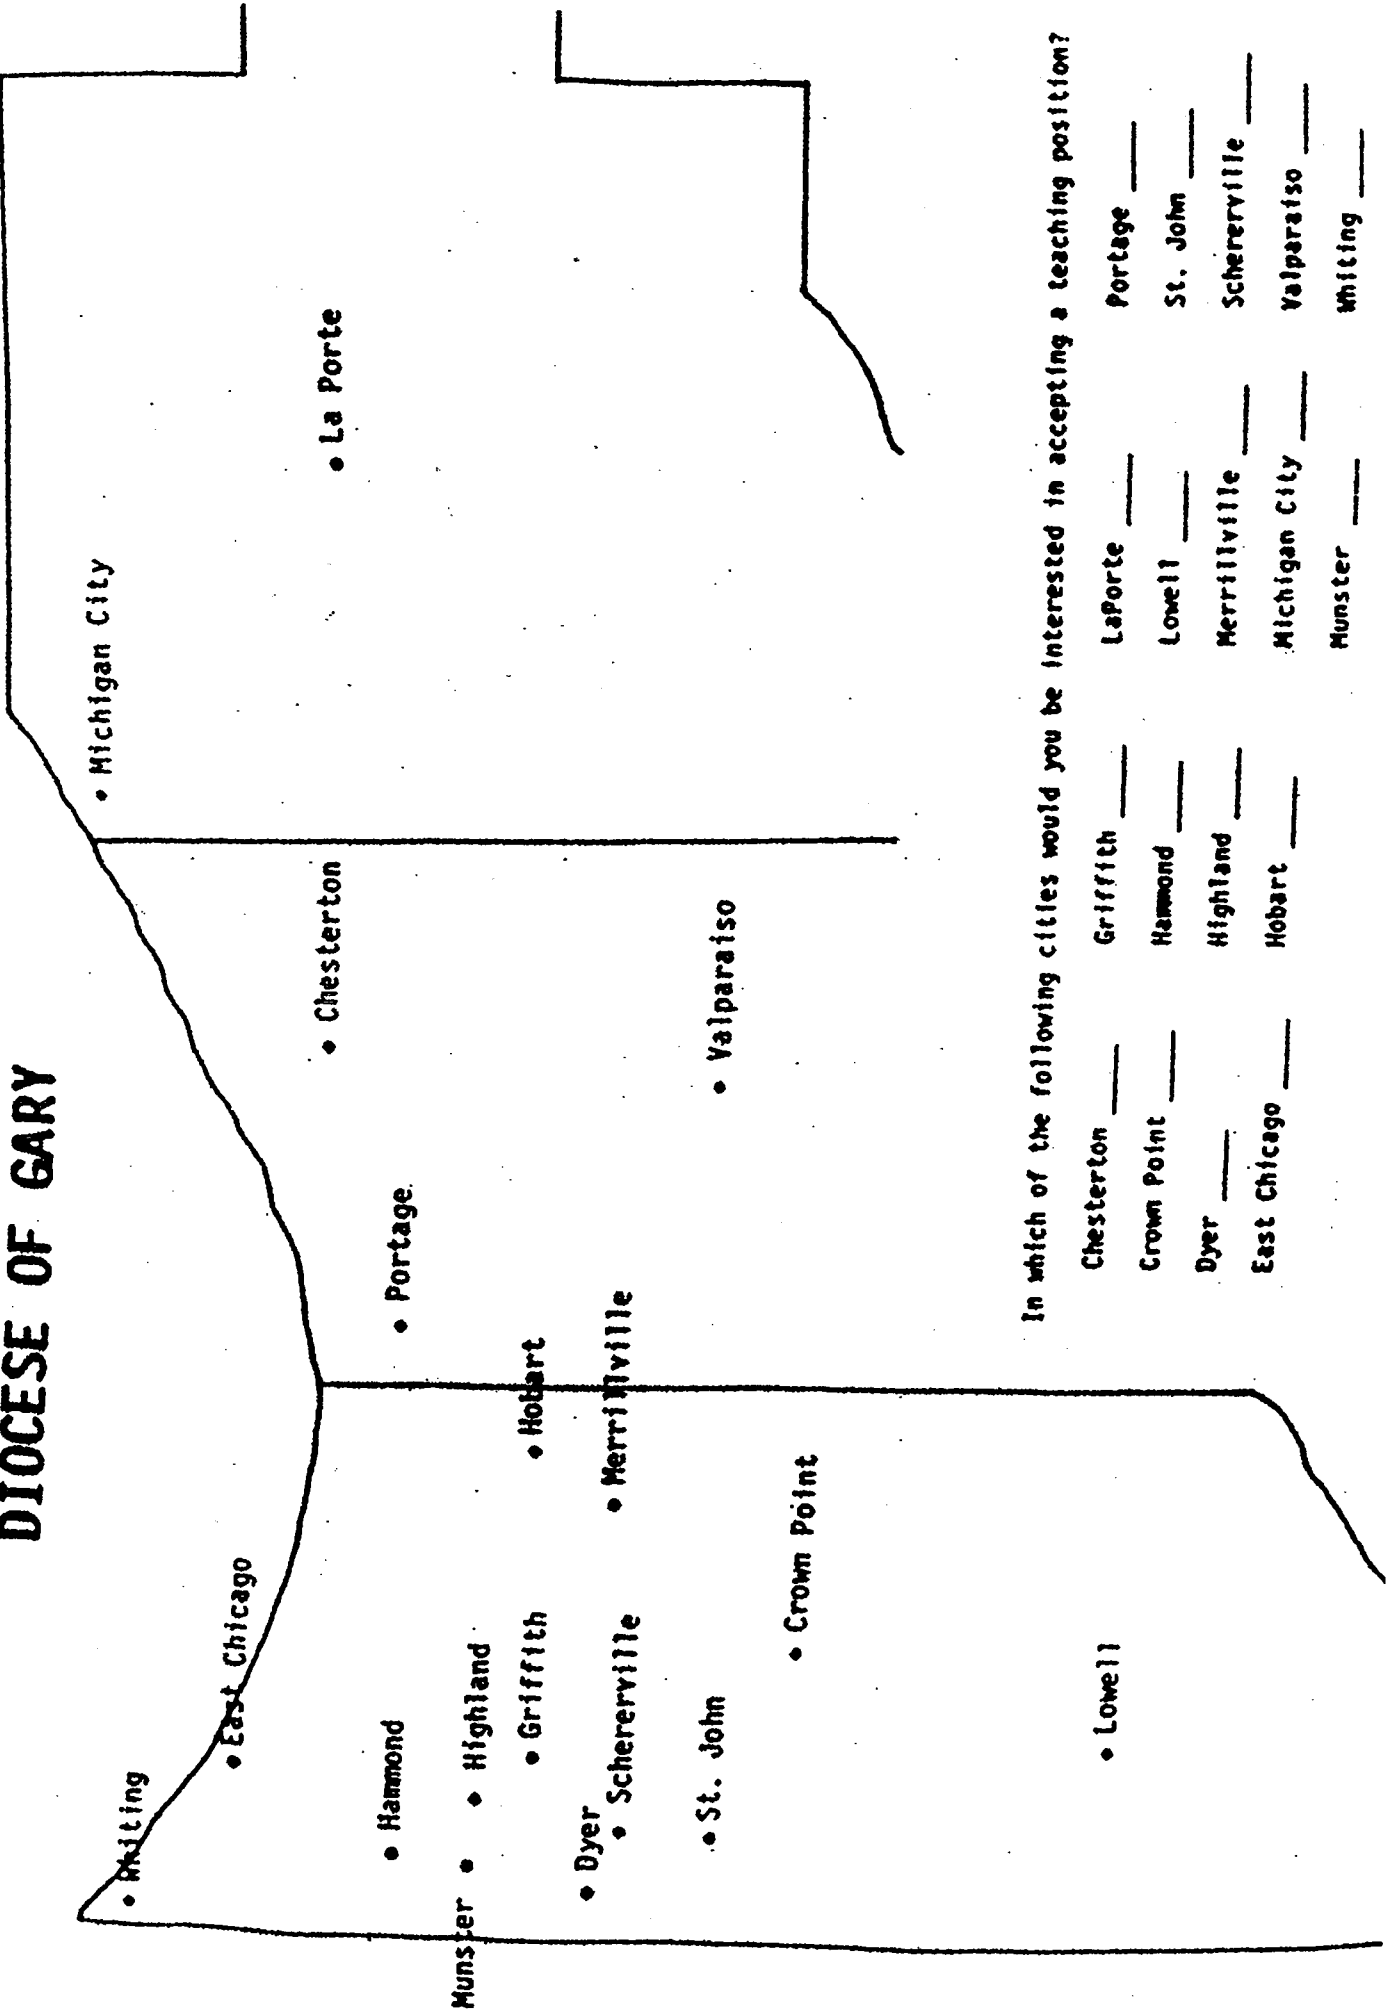 DIOCESE OF GARY
Whiting
East Chicago
Michigan City
Hammond
Portage
Chesterton
La Porte
Munster
Highland
Griffith
Hobart
Dyer
Schererville
Merrillville
St. John
Crown Point
Valparaiso
Lowell
In which of the following cities would you be interested in accepting a teaching position?
Chesterton ___ Griffith ___ LaPorte ___ Portage ___
Crown Point ___ Hammond ___ Lowell ___ St. John ___
Dyer ___ Highland ___ Merrillville ___ Schererville ___
East Chicago ___ Hobart ___ Michigan City ___ Valparaiso ___
Munster ___ Whiting ___